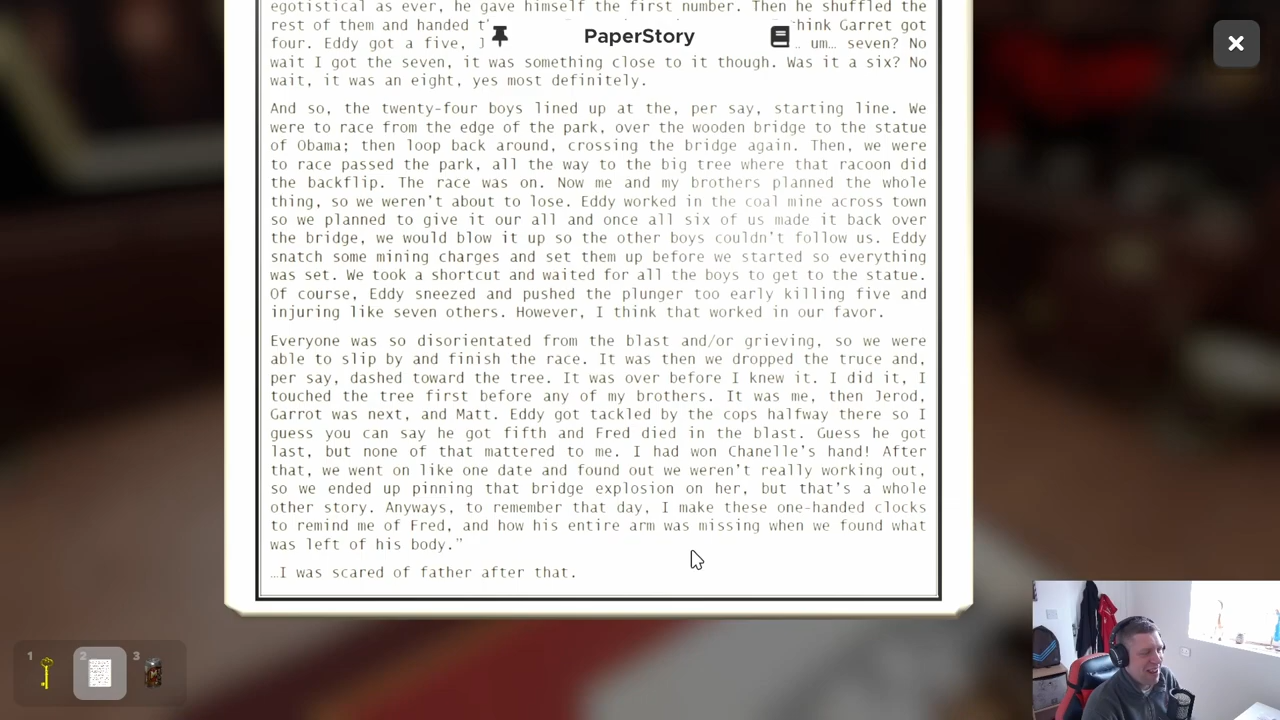 egotistical as ever, he gave himself the first number. Then he shuffled the
rest of them and handed t think Garret got
PaperStory
four. Eddy got a five, … um… seven? No
wait I got the seven, it was something close to it though. Was it a six? No
wait, it was an eight, yes most definitely.
And so, the twenty-four boys lined up at the, per say, starting line. We
were to race from the edge of the park, over the wooden bridge to the statue
of Obama; then loop back around, crossing the bridge again. Then, we were
to race passed the park, all the way to the big tree where that racoon did
the backflip. The race was on. Now me and my brothers planned the whole
thing, so we weren't about to lose. Eddy worked in the coal mine across town
so we planned to give it our all and once all six of us made it back over
the bridge, we would blow it up so the other boys couldn't follow us. Eddy
snatch some mining charges and set them up before we started so everything
was set. We took a shortcut and waited for all the boys to get to the statue.
Of course, Eddy sneezed and pushed the plunger too early killing five and
injuring like seven others. However, I think that worked in our favor.
Everyone was so disorientated from the blast and/or grieving, so we were
able to slip by and finish the race. It was then we dropped the truce and,
per say, dashed toward the tree. It was over before I knew it. I did it, I
touched the tree first before any of my brothers. It was me, then Jerod,
Garrot was next, and Matt. Eddy got tackled by the cops halfway there so I
guess you can say he got fifth and Fred died in the blast. Guess he got
last, but none of that mattered to me. I had won Chanelle's hand! After
that, we went on like one date and found out we weren't really working out,
so we ended up pinning that bridge explosion on her, but that's a whole
other story. Anyways, to remember that day, I make these one-handed clocks
to remind me of Fred, and how his entire arm was missing when we found what
was left of his body.”
…I was scared of father after that.
1 2 3